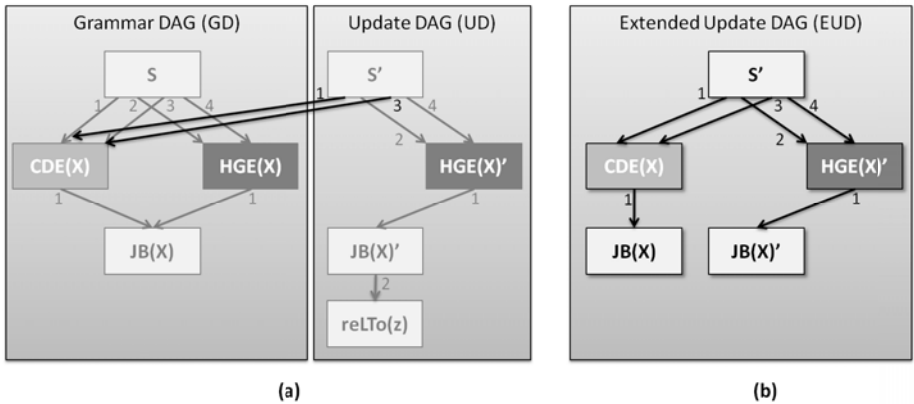 Grammar DAG (GD)
Update DAG (UD)
Extended Update DAG (EUD)
S
S’
S’
1
2
3
4
1
3
4
2
1
3
4
2
CDE(X)
HGE(X)
HGE(X)’
CDE(X)
HGE(X)’
1
1
1
1
1
JB(X)
JB(X)’
JB(X)
JB(X)’
2
reLTo(z)
(a)
(b)